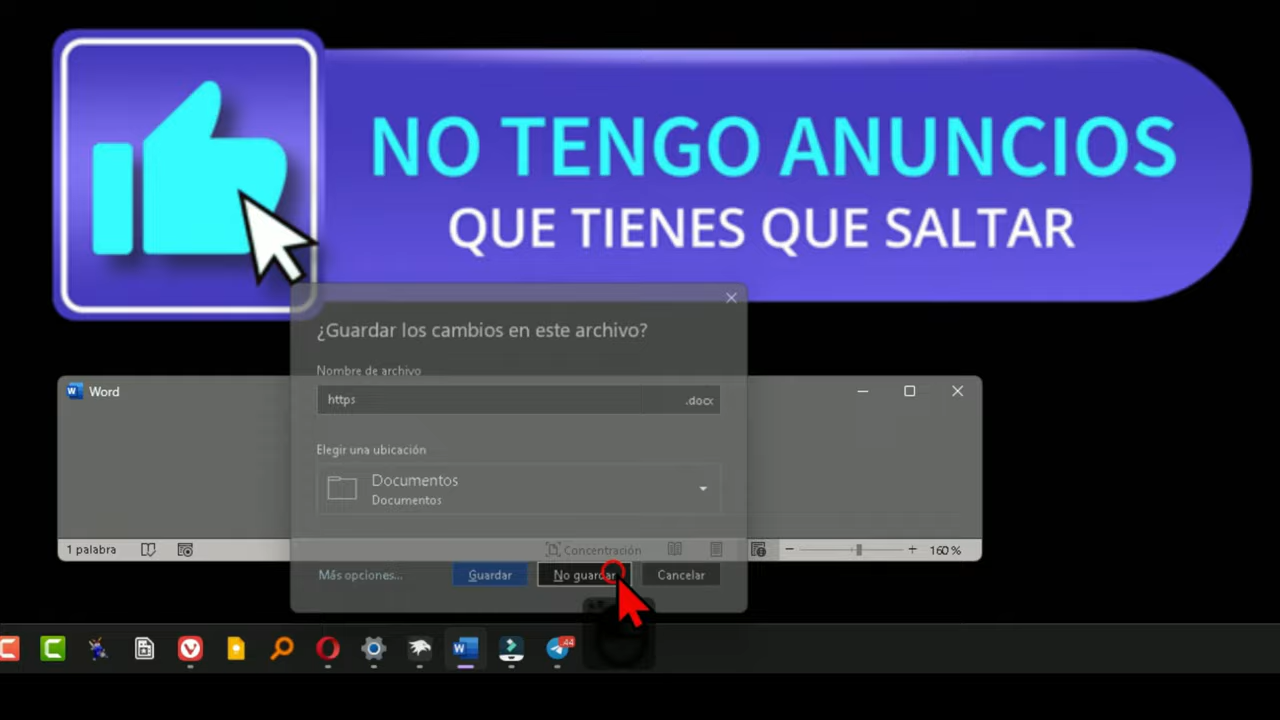 NO TENGO ANUNCIOS
QUE TIENES QUE SALTAR
¿Guardar los cambios en este archivo?
Nombre de archivo
Word
https
.docx
Elegir una ubicación
Documentos
Documentos
1 palabra
Concentración
160 %
Más opciones...
Guardar
No guardar
Cancelar
44